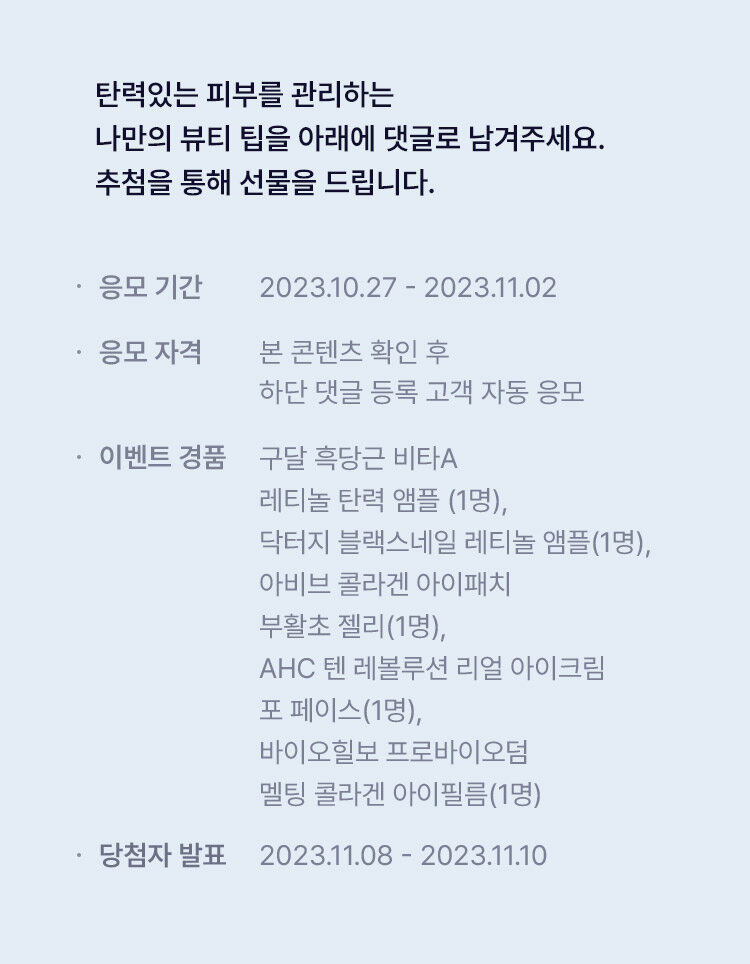 탄력있는 피부를 관리하는
나만의 뷰티 팁을 아래에 댓글로 남겨주세요.
추첨을 통해 선물을 드립니다.
· 응모 기간 2023.10.27 - 2023.11.02
· 응모 자격 본 콘텐츠 확인 후
하단 댓글 등록 고객 자동 응모
· 이벤트 경품 구달 흑당근 비타A
레티놀 탄력 앰플 (1명),
닥터지 블랙스네일 레티놀 앰플(1명),
아비브 콜라겐 아이패치
부활초 젤리(1명),
AHC 텐 레볼루션 리얼 아이크림
포 페이스(1명),
바이오힐보 프로바이오덤
멜팅 콜라겐 아이필름(1명)
· 당첨자 발표 2023.11.08 - 2023.11.10